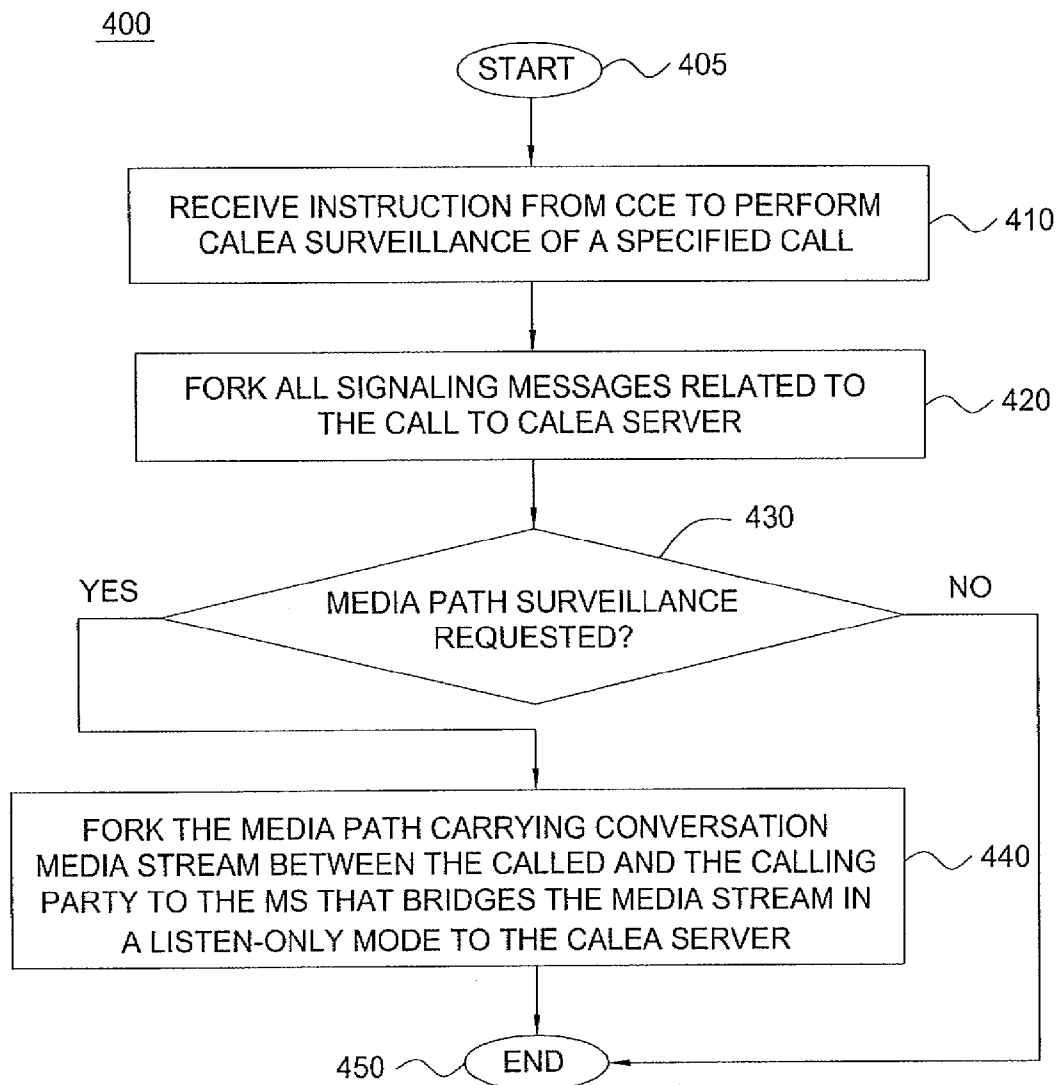 400
START
405
RECEIVE INSTRUCTION FROM CCE TO PERFORM
CALEA SURVEILLANCE OF A SPECIFIED CALL
410
FORK ALL SIGNALING MESSAGES RELATED TO
THE CALL TO CALEA SERVER
420
430
YES
MEDIA PATH SURVEILLANCE
REQUESTED?
NO
FORK THE MEDIA PATH CARRYING CONVERSATION
MEDIA STREAM BETWEEN THE CALLED AND THE CALLING
PARTY TO THE MS THAT BRIDGES THE MEDIA STREAM IN
A LISTEN-ONLY MODE TO THE CALEA SERVER
440
450
END